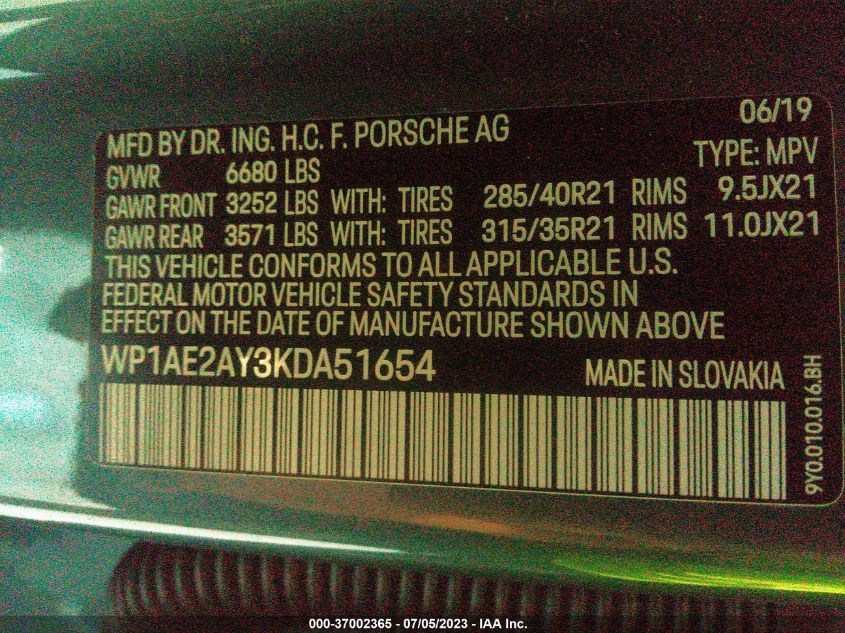 06/19
MFD BY DR. ING. H.C. F. PORSCHE AG
GVWR 6680 LBS TYPE: MPV
GAWR FRONT 3252 LBS WITH: TIRES 285/40R21 RIMS 9.5JX21
GAWR REAR 3571 LBS WITH: TIRES 315/35R21 RIMS 11.0JX21
THIS VEHICLE CONFORMS TO ALL APPLICABLE U.S.
FEDERAL MOTOR VEHICLE SAFETY STANDARDS IN
EFFECT ON THE DATE OF MANUFACTURE SHOWN ABOVE
WP1AE2AY3KDA51654 MADE IN SLOVAKIA
9Y0.010.016.BH
000-37002365 - 07/05/2023 - IAA Inc.